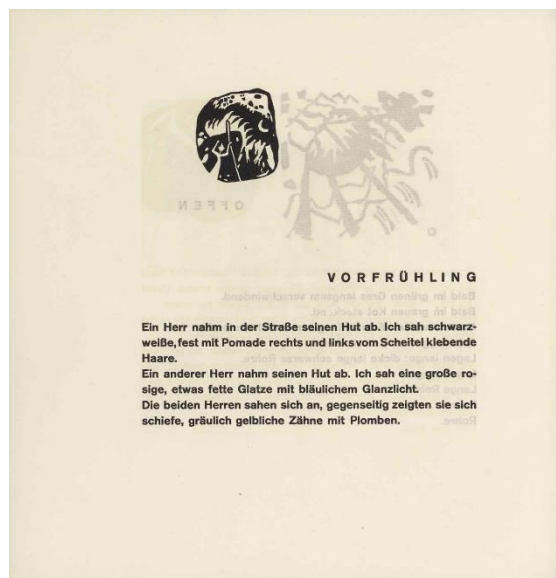 VORFRÜHLING
Ein Herr nahm in der Straße seinen Hut ab. Ich sah schwarz-
weiße, fest mit Pomade rechts und links vom Scheitel klebende
Haare.
Ein anderer Herr nahm seinen Hut ab. Ich sah eine große ro-
sige, etwas fette Glatze mit bläulichem Glanzlicht.
Die beiden Herren sahen sich an, gegenseitig zeigten sie sich
schiefe, gräulich gelbliche Zähne mit Plomben.